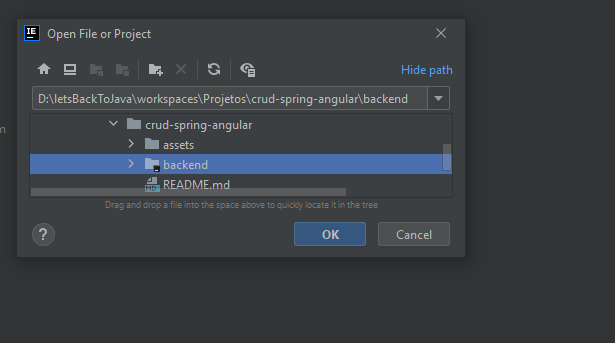 IE
Open File or Project
Hide path
D:\letsBackToJava\workspaces\Projetos\crud-spring-angular\backend
crud-spring-angular
assets
backend
MD
README.md
Drag and drop a file into the space above to quickly locate it in the tree
?
OK
Cancel